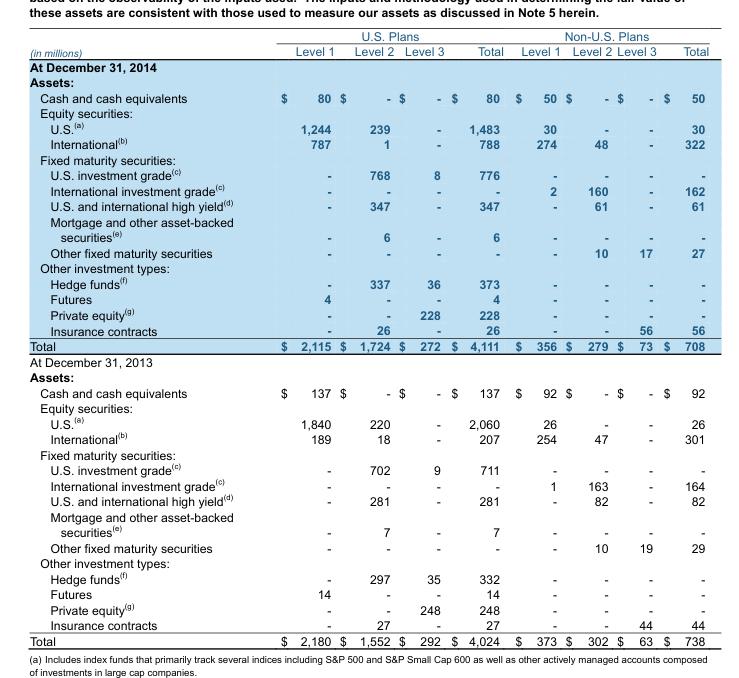 these assets are consistent with those used to measure our assets as discussed in Note 5 herein.
U.S. Plans Non-U.S. Plans
(in millions) Level 1 Level 2 Level 3 Total Level 1 Level 2 Level 3 Total
At December 31, 2014
Assets:
Cash and cash equivalents $ 80 $ - $ - $ 80 $ 50 $ - $ - $ 50
Equity securities:
U.S.(a) 1,244 239 - 1,483 30 - - 30
International(b) 787 1 - 788 274 48 - 322
Fixed maturity securities:
U.S. investment grade(c) - 768 8 776 - - - -
International investment grade(c) - - - - 2 160 - 162
U.S. and international high yield(d) - 347 - 347 - 61 - 61
Mortgage and other asset-backed
securities(e) - 6 - 6 - - - -
Other fixed maturity securities - - - - - 10 17 27
Other investment types:
Hedge funds(f) - 337 36 373 - - - -
Futures 4 - - 4 - - - -
Private equity(g) - - 228 228 - - - -
Insurance contracts - 26 - 26 - - 56 56
Total $ 2,115 $ 1,724 $ 272 $ 4,111 $ 356 $ 279 $ 73 $ 708
At December 31, 2013
Assets:
Cash and cash equivalents $ 137 $ - $ - $ 137 $ 92 $ - $ - $ 92
Equity securities:
U.S.(a) 1,840 220 - 2,060 26 - - 26
International(b) 189 18 - 207 254 47 - 301
Fixed maturity securities:
U.S. investment grade(c) - 702 9 711 - - - -
International investment grade(c) - - - - 1 163 - 164
U.S. and international high yield(d) - 281 - 281 - 82 - 82
Mortgage and other asset-backed
securities(e) - 7 - 7 - - - -
Other fixed maturity securities - - - - - 10 19 29
Other investment types:
Hedge funds(f) - 297 35 332 - - - -
Futures 14 - - 14 - - - -
Private equity(g) - - 248 248 - - - -
Insurance contracts - 27 - 27 - - 44 44
Total $ 2,180 $ 1,552 $ 292 $ 4,024 $ 373 $ 302 $ 63 $ 738
(a) Includes index funds that primarily track several indices including S&P 500 and S&P Small Cap 600 as well as other actively managed accounts composed
of investments in large cap companies.